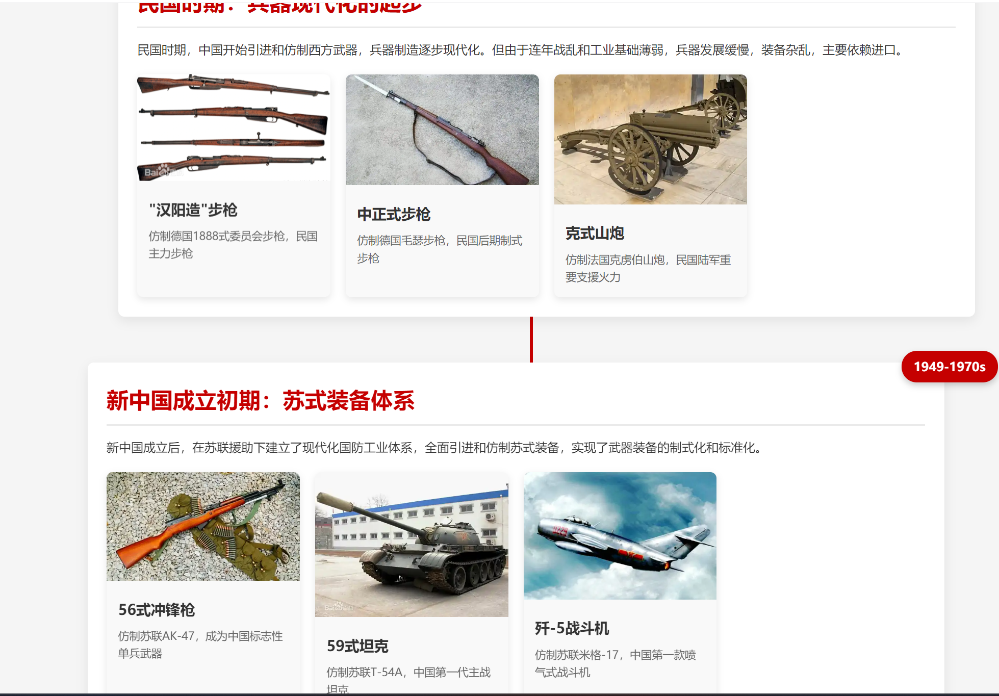 民国时期：兵器现代化的起步
民国时期，中国开始引进和仿制西方武器，兵器制造逐步现代化。但由于连年战乱和工业基础薄弱，兵器发展缓慢，装备杂乱，主要依赖进口。
Bai
"汉阳造"步枪
仿制德国1888式委员会步枪，民国
主力步枪
中正式步枪
仿制德国毛瑟步枪，民国后期制式
步枪
克式山炮
仿制法国克虏伯山炮，民国陆军重
要支援火力
1949-1970s
新中国成立初期：苏式装备体系
新中国成立后，在苏联援助下建立了现代化国防工业体系，全面引进和仿制苏式装备，实现了武器装备的制式化和标准化。
Bai百科
0229
56式冲锋枪
仿制苏联AK-47，成为中国标志性
单兵武器
59式坦克
仿制苏联T-54A，中国第一代主战
坦克
歼-5战斗机
仿制苏联米格-17，中国第一款喷
气式战斗机